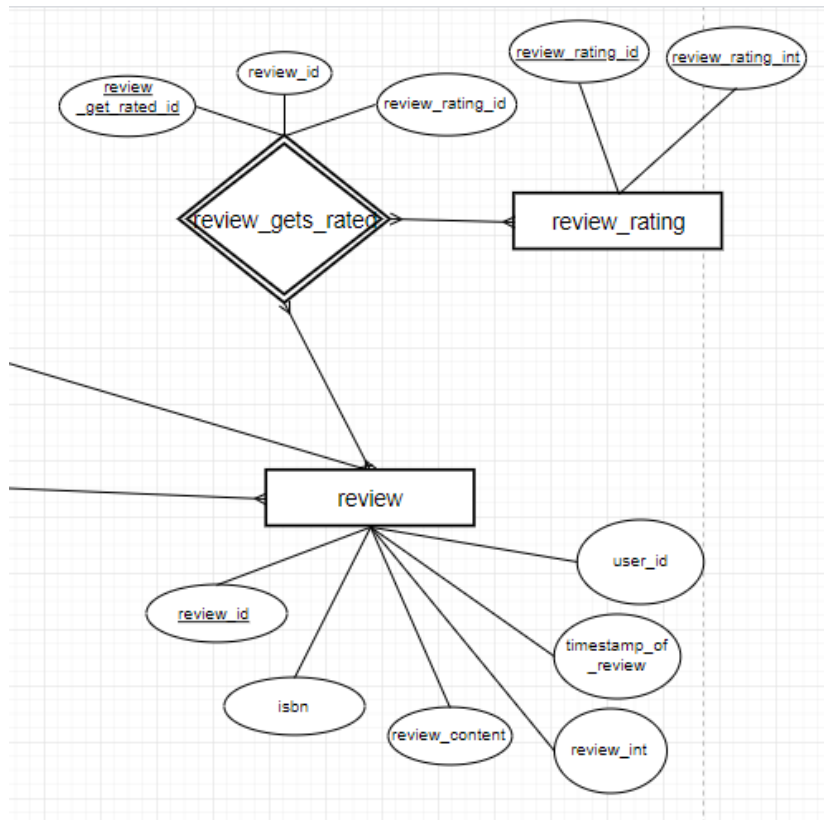 review_rating_id
review_rating_int
review_id
review
_get_rated_id
review_rating_id
review_gets_rated
review_rating
review
user_id
review_id
timestamp_of
_review
isbn
review_content
review_int